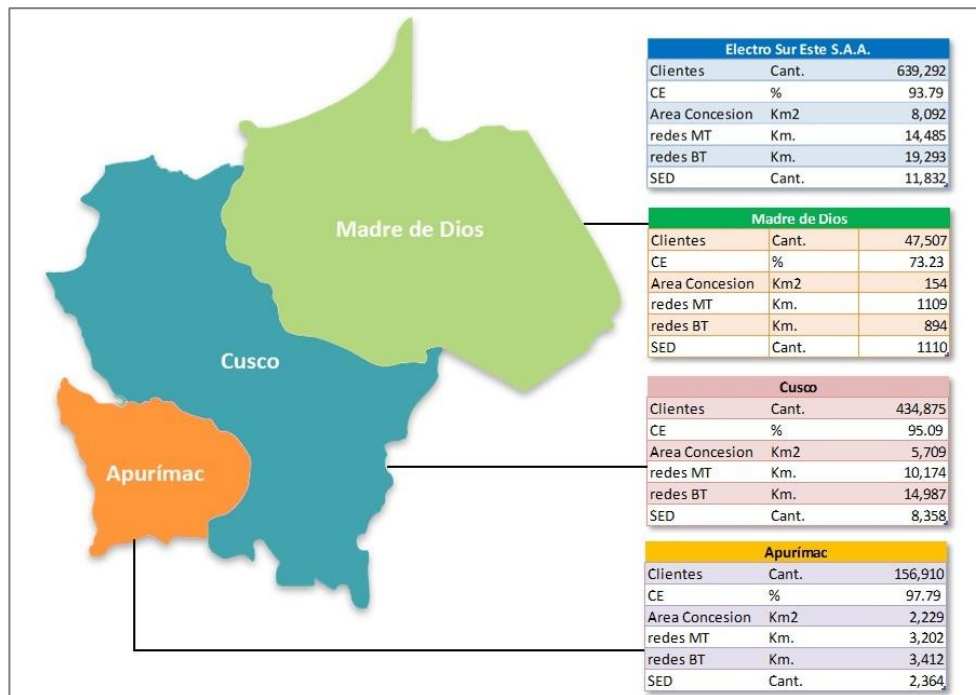 Madre de Dios
Cusco
Apurímac
Electro Sur Este S.A.A.
Clientes Cant. 639,292
CE % 93.79
Area Concesion Km2 8,092
redes MT Km. 14,485
redes BT Km. 19,293
SED Cant. 11,832
Madre de Dios
Clientes Cant. 47,507
CE % 73.23
Area Concesion Km2 154
redes MT Km. 1109
redes BT Km. 894
SED Cant. 1110
Cusco
Clientes Cant. 434,875
CE % 95.09
Area Concesion Km2 5,709
redes MT Km. 10,174
redes BT Km. 14,987
SED Cant. 8,358
Apurímac
Clientes Cant. 156,910
CE % 97.79
Area Concesion Km2 2,229
redes MT Km. 3,202
redes BT Km. 3,412
SED Cant. 2,364